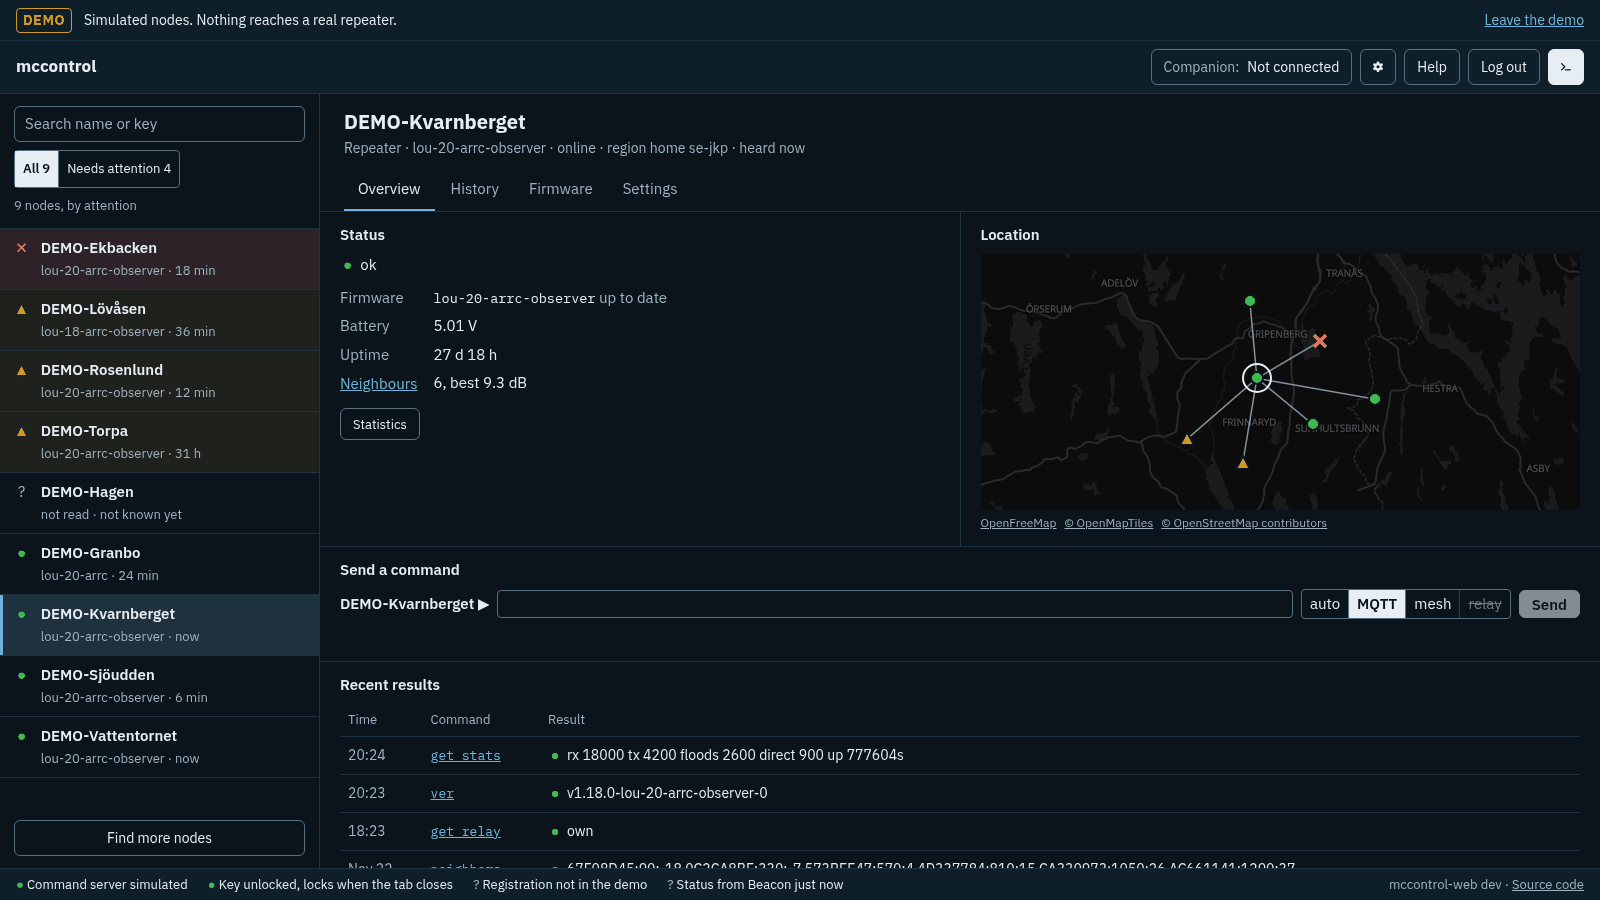 DEMO Simulated nodes. Nothing reaches a real repeater. Leave the demo
mccontrol Companion: Not connected Help Log out
Search name or key
All 9 Needs attention 4
9 nodes, by attention
DEMO-Ekbacken
lou-20-arrc-observer · 18 min
DEMO-Lövåsen
lou-18-arrc-observer · 36 min
DEMO-Rosenlund
lou-20-arrc-observer · 12 min
DEMO-Torpa
lou-20-arrc-observer · 31 h
? DEMO-Hagen
not read · not known yet
DEMO-Granbo
lou-20-arrc · 24 min
DEMO-Kvarnberget
lou-20-arrc-observer · now
DEMO-Sjöudden
lou-20-arrc-observer · 6 min
DEMO-Vattentornet
lou-20-arrc-observer · now
Find more nodes
DEMO-Kvarnberget
Repeater · lou-20-arrc-observer · online · region home se-jkp · heard now
Overview History Firmware Settings
Status
ok
Firmware lou-20-arrc-observer up to date
Battery 5.01 V
Uptime 27 d 18 h
Neighbours 6, best 9.3 dB
Statistics
Location
TRANÅS
ADELÖV
ÖRSERUM
GRIPENBERG
HESTRA
FRINNARYD
ASBY
OpenFreeMap © OpenMapTiles © OpenStreetMap contributors
Send a command
DEMO-Kvarnberget ▶ auto MQTT mesh relay Send
Recent results
Time Command Result
20:24 get stats rx 18000 tx 4200 floods 2600 direct 900 up 777604s
20:23 ver v1.18.0-lou-20-arrc-observer-0
18:23 get relay own
Command server simulated Key unlocked, locks when the tab closes ? Registration not in the demo ? Status from Beacon just now mccontrol-web dev · Source code